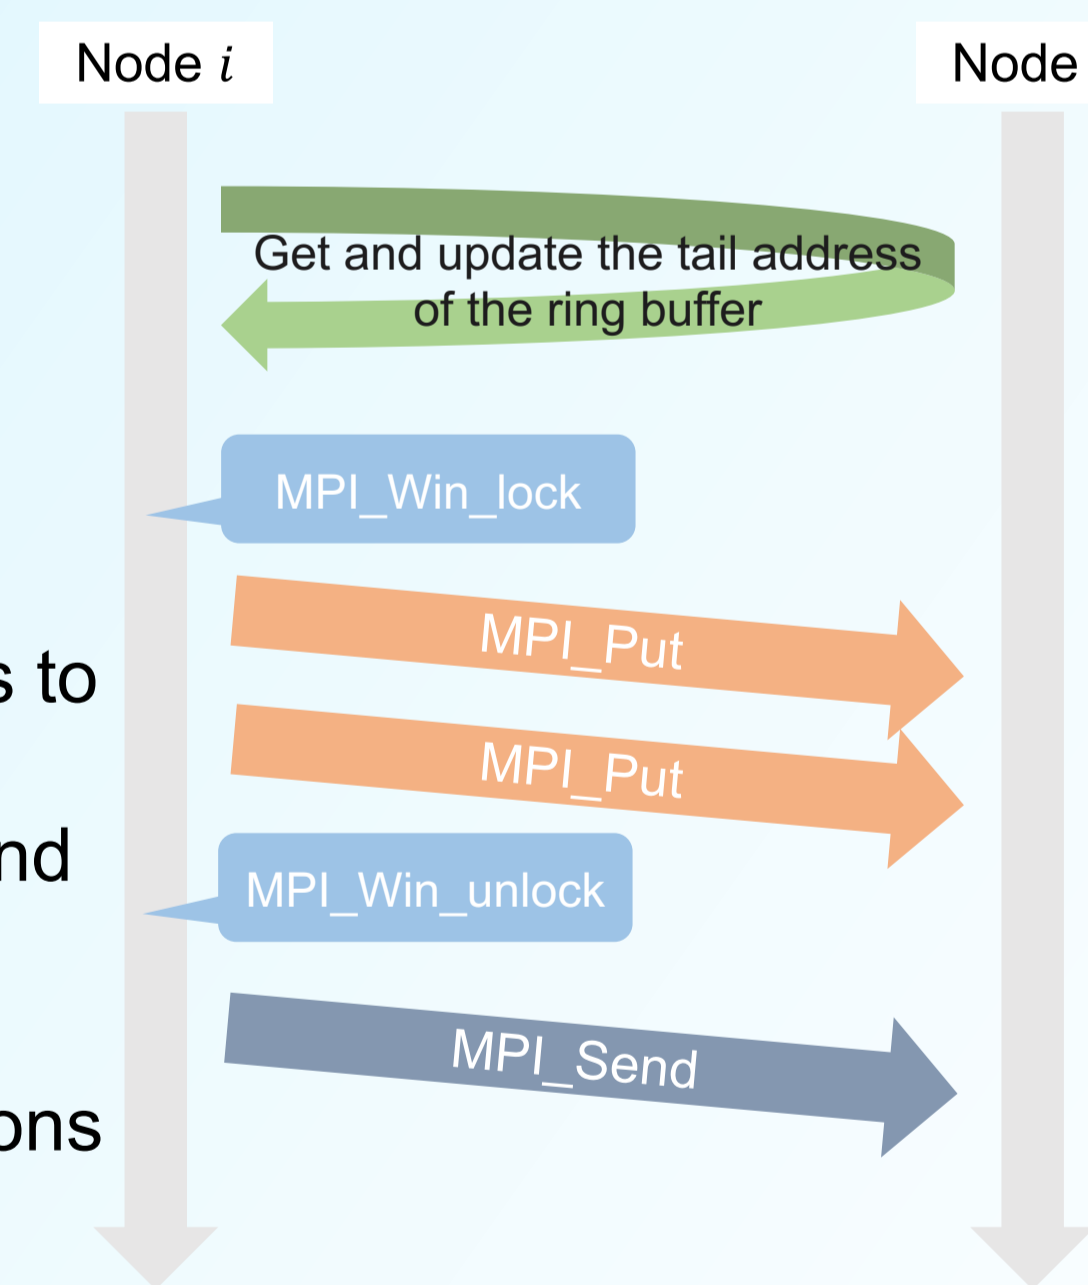 Node 𝑖
Node
Get and update the tail address
of the ring buffer
MPI_Win_lock
MPI_Put
s to
MPI_Put
nd
MPI_Win_unlock
MPI_Send
ons